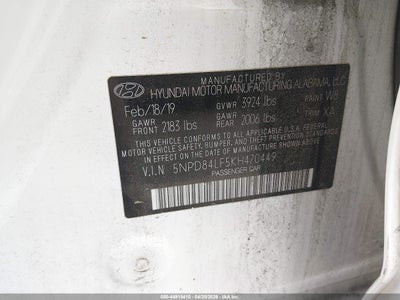 MANUFACTURED BY
HYUNDAI MOTOR MANUFACTURING ALABAMA, LLC
Feb/18/19 GVWR 3924 lbs PAINT W8
GAWR FRONT 2183 lbs GAWR REAR 2006 lbs TRIM
THIS VEHICLE CONFORMS TO ALL APPLICABLE U.S. FEDERAL
MOTOR VEHICLE SAFETY, BUMPER, AND THEFT PREVENTION STANDARDS
IN EFFECT ON THE DATE OF MANUFACTURE SHOWN ABOVE.
V.I.N 5NPD84LF5KH470449
PASSENGER CAR